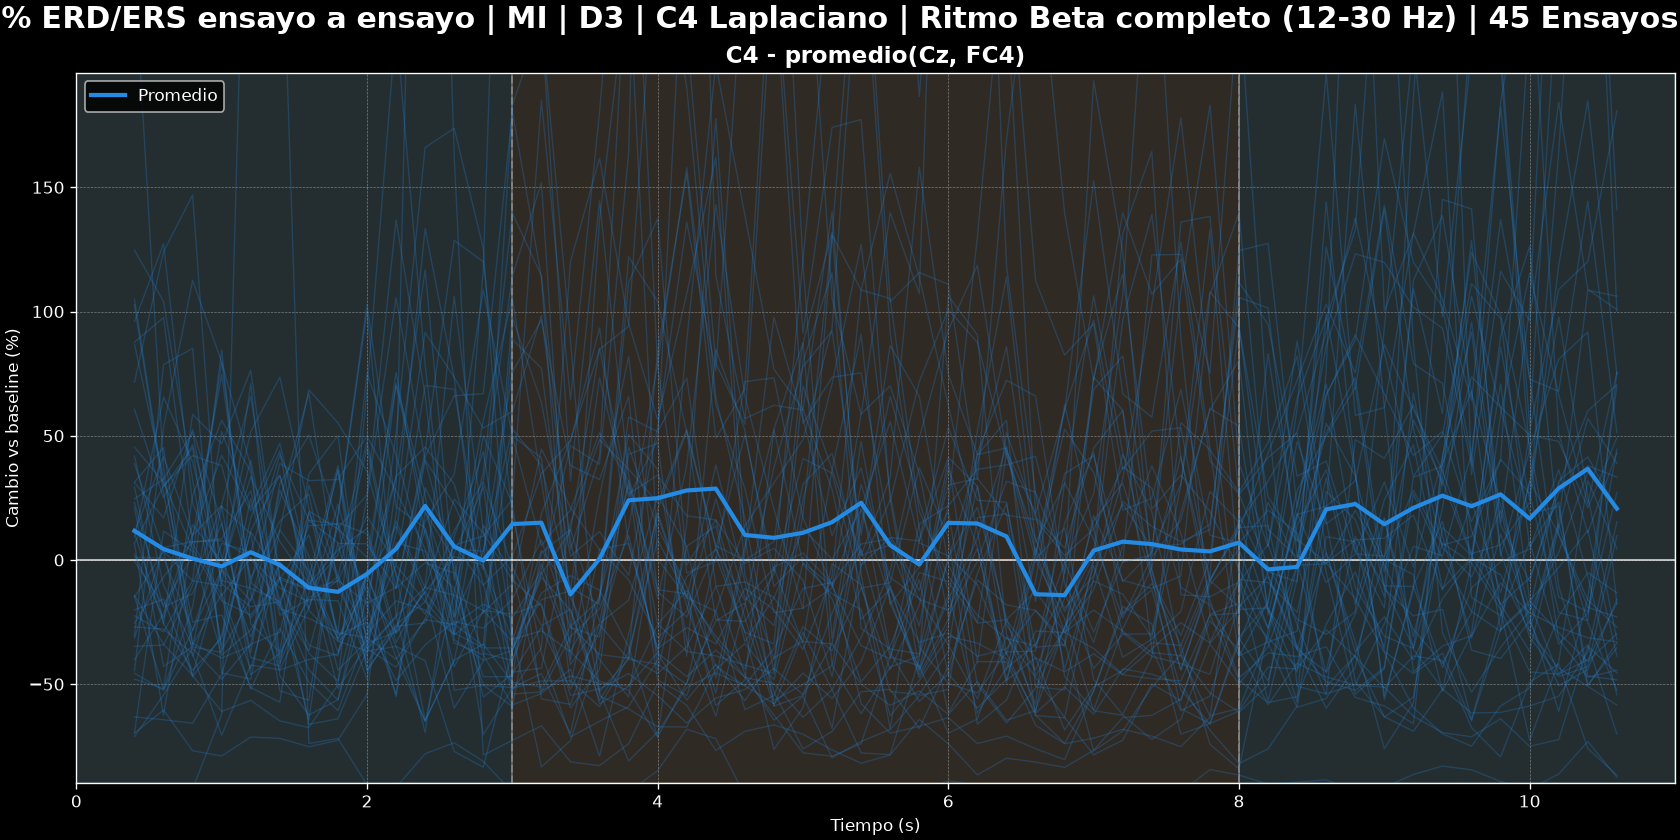 % ERD/ERS ensayo a ensayo | MI | D3 | C4 Laplaciano | Ritmo Beta completo (12-30 Hz) | 45 Ensayos
C4 - promedio(Cz, FC4)
Promedio
Cambio vs baseline (%)
150
100
50
0
−50
0 2 4 6 8 10
Tiempo (s)